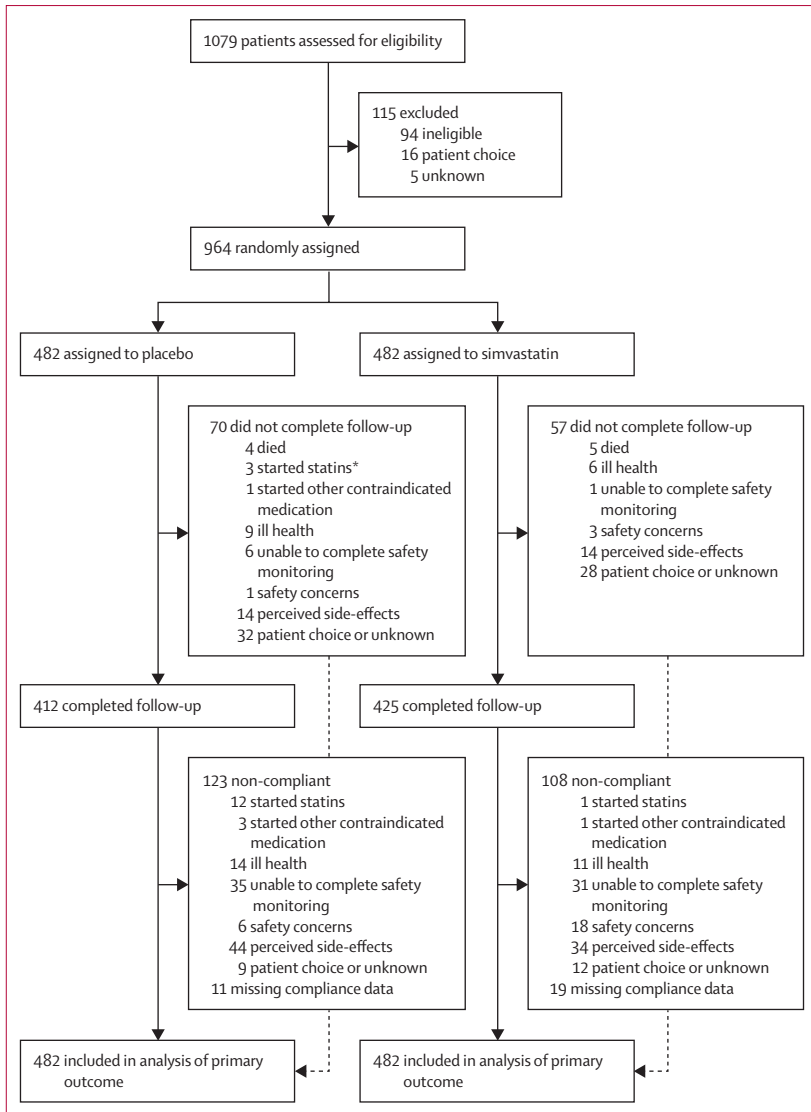 1079 patients assessed for eligibility
115 excluded
94 ineligible
16 patient choice
5 unknown
964 randomly assigned
482 assigned to placebo
482 assigned to simvastatin
70 did not complete follow-up
4 died
3 started statins*
1 started other contraindicated
medication
9 ill health
6 unable to complete safety
monitoring
1 safety concerns
14 perceived side-effects
32 patient choice or unknown
57 did not complete follow-up
5 died
6 ill health
1 unable to complete safety
monitoring
3 safety concerns
14 perceived side-effects
28 patient choice or unknown
412 completed follow-up
425 completed follow-up
123 non-compliant
12 started statins
3 started other contraindicated
medication
14 ill health
35 unable to complete safety
monitoring
6 safety concerns
44 perceived side-effects
9 patient choice or unknown
11 missing compliance data
108 non-compliant
1 started statins
1 started other contraindicated
medication
11 ill health
31 unable to complete safety
monitoring
18 safety concerns
34 perceived side-effects
12 patient choice or unknown
19 missing compliance data
482 included in analysis of primary
outcome
482 included in analysis of primary
outcome